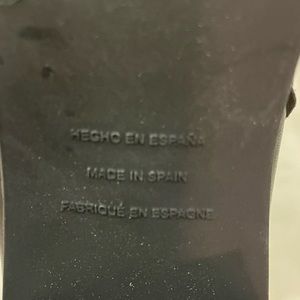 HECHO EN ESPAÑA
MADE IN SPAIN
FABRIQUÉ EN ESPAGNE